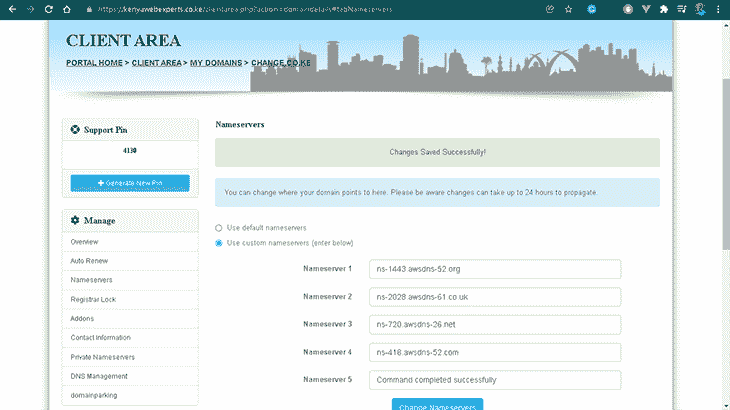 https://kenyawebexperts.co.ke/clientarea.php?action=domaindetails#tabNameservers
CLIENT AREA
PORTAL HOME > CLIENT AREA > MY DOMAINS > CHANGE.CO.KE
Support Pin
4130
+ Generate New Pin
Manage
Overview
Auto Renew
Nameservers
Registrar Lock
Addons
Contact Information
Private Nameservers
DNS Management
domainparking
Nameservers
Changes Saved Successfully!
You can change where your domain points to here. Please be aware changes can take up to 24 hours to propagate.
Use default nameservers
Use custom nameservers (enter below)
Nameserver 1 ns-1443.awsdns-52.org
Nameserver 2 ns-2028.awsdns-61.co.uk
Nameserver 3 ns-720.awsdns-26.net
Nameserver 4 ns-418.awsdns-52.com
Nameserver 5 Command completed successfully
Change Nameservers